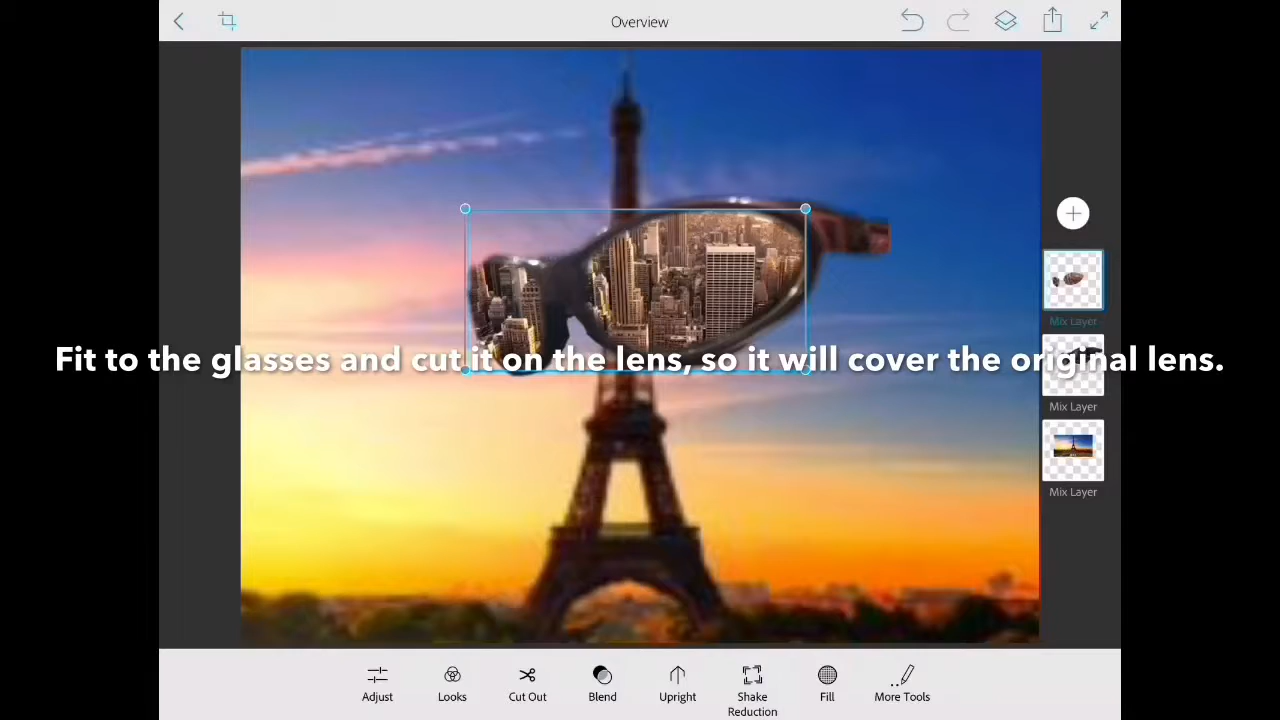 Overview
Mix Layer
Fit to the glasses and cut it on the lens, so it will cover the original lens.
Mix Layer
Mix Layer
Adjust
Looks
Cut Out
Blend
Upright
Shake
Reduction
Fill
More Tools